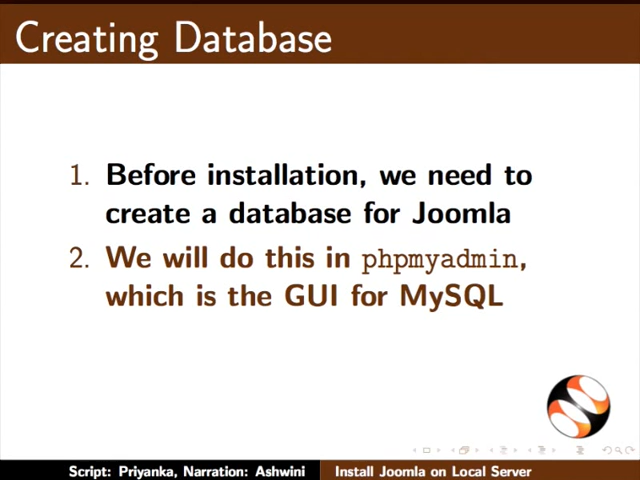 Creating Database
1. Before installation, we need to
create a database for Joomla
2. We will do this in phpmyadmin,
which is the GUI for MySQL
Script: Priyanka, Narration: Ashwini Install Joomla on Local Server